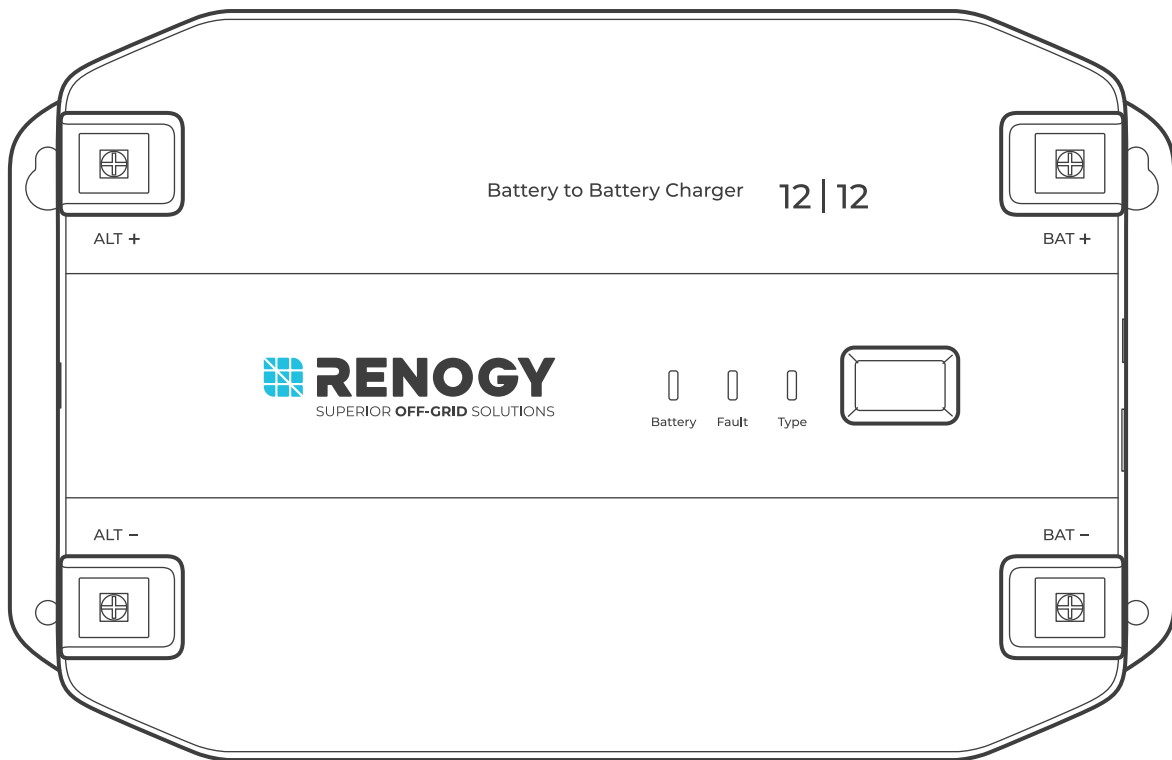 Battery to Battery Charger 12 | 12
ALT +
BAT +
RENOGY
SUPERIOR OFF-GRID SOLUTIONS
Battery Fault Type
ALT −
BAT −